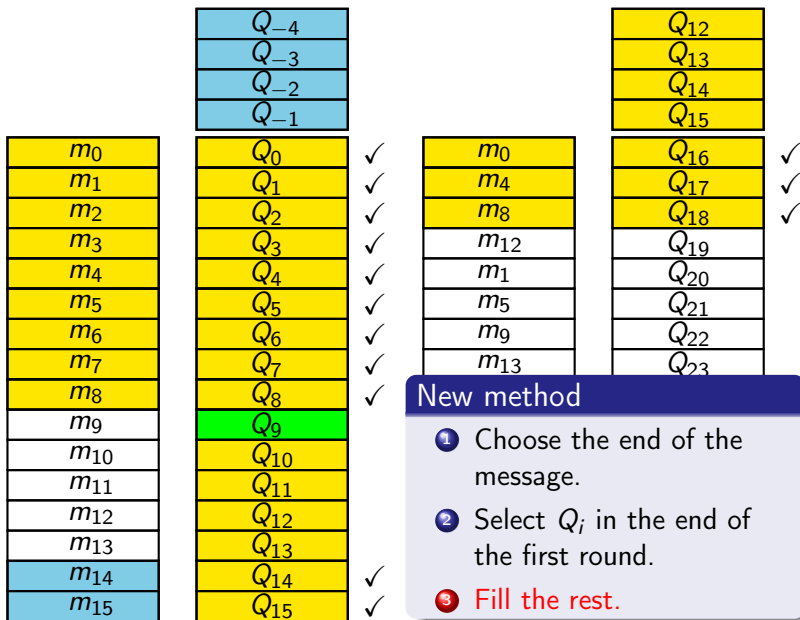 Q₋₄
Q₋₃
Q₋₂
Q₋₁
m₀ Q₀ ✓
m₁ Q₁ ✓
m₂ Q₂ ✓
m₃ Q₃ ✓
m₄ Q₄ ✓
m₅ Q₅ ✓
m₆ Q₆ ✓
m₇ Q₇ ✓
m₈ Q₈ ✓
m₉ Q₉
m₁₀ Q₁₀
m₁₁ Q₁₁
m₁₂ Q₁₂
m₁₃ Q₁₃
m₁₄ Q₁₄ ✓
m₁₅ Q₁₅ ✓
Q₁₂
Q₁₃
Q₁₄
Q₁₅
m₀ Q₁₆ ✓
m₄ Q₁₇ ✓
m₈ Q₁₈ ✓
m₁₂ Q₁₉
m₁ Q₂₀
m₅ Q₂₁
m₉ Q₂₂
m₁₃ Q₂₃
New method
1 Choose the end of the
message.
2 Select Qᵢ in the end of
the first round.
3 Fill the rest.